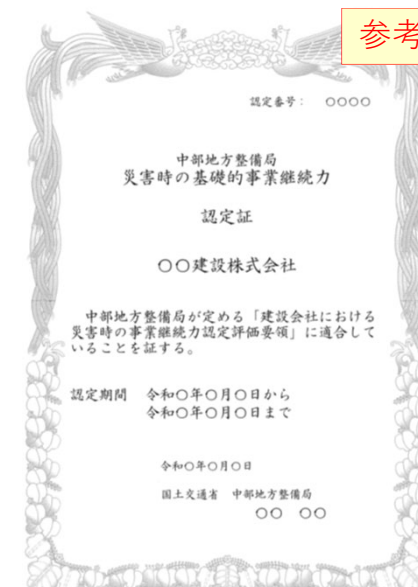 参考
認定番号： ○○○○
中部地方整備局
災害時の基礎的事業継続力
認定証
○○建設株式会社
中部地方整備局が定める「建設会社における
災害時の事業継続力認定評価要領」に適合して
いることを証する。
認定期間　令和○年○月○日から
令和○年○月○日まで
令和○年○月○日
国土交通省　中部地方整備局
○○　○○